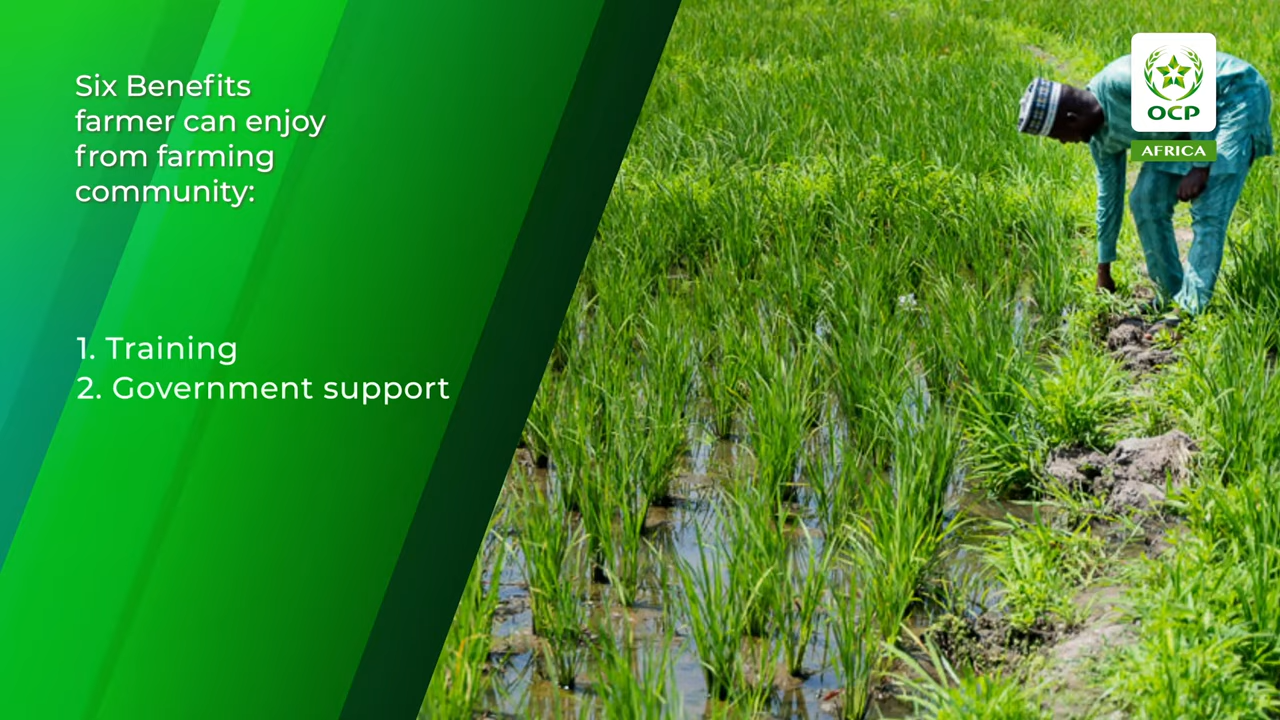 Six Benefits
farmer can enjoy
from farming
community:
1. Training
2. Government support
OCP
AFRICA